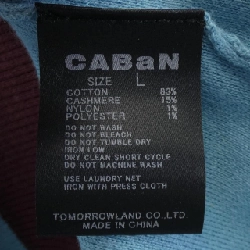 CABaN
SIZE L
COTTON 83%
CASHMERE 15%
NYLON 1%
POLYESTER 1%
DO NOT WASH
DO NOT BLEACH
DO NOT TUMBLE DRY
IRON LOW
DRY CLEAN SHORT CYCLE
DO NOT MACHINE WASH
USE LAUNDRY NET
IRON WITH PRESS CLOTH
TOMORROWLAND CO.,LTD
MADE IN JAPAN